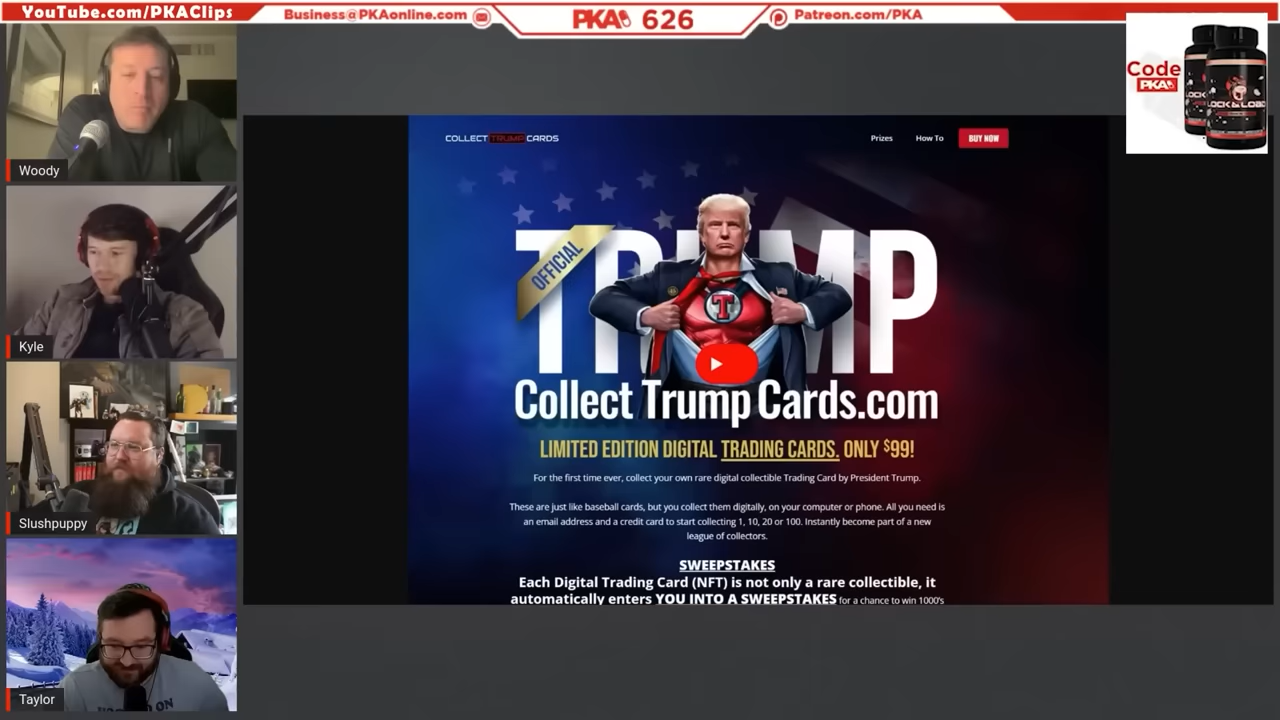 YouTube.com/PKAClips
Business@PKAonline.com
PKA 626
Patreon.com/PKA
Woody
Kyle
Slushpuppy
Taylor
Code
PKA
LOCK & LOAD
COLLECT TRUMP CARDS
Prizes
How To
BUY NOW
OFFICIAL
TRUMP
T
Collect Trump Cards.com
LIMITED EDITION DIGITAL TRADING CARDS. ONLY $99!
For the first time ever, collect your own rare digital collectible Trading Card by President Trump.
These are just like baseball cards, but you collect them digitally, on your computer or phone. All you need is
an email address and a credit card to start collecting 1, 10, 20 or 100. Instantly become part of a new
league of collectors.
SWEEPSTAKES
Each Digital Trading Card (NFT) is not only a rare collectible, it
automatically enters YOU INTO A SWEEPSTAKES for a chance to win 1000's